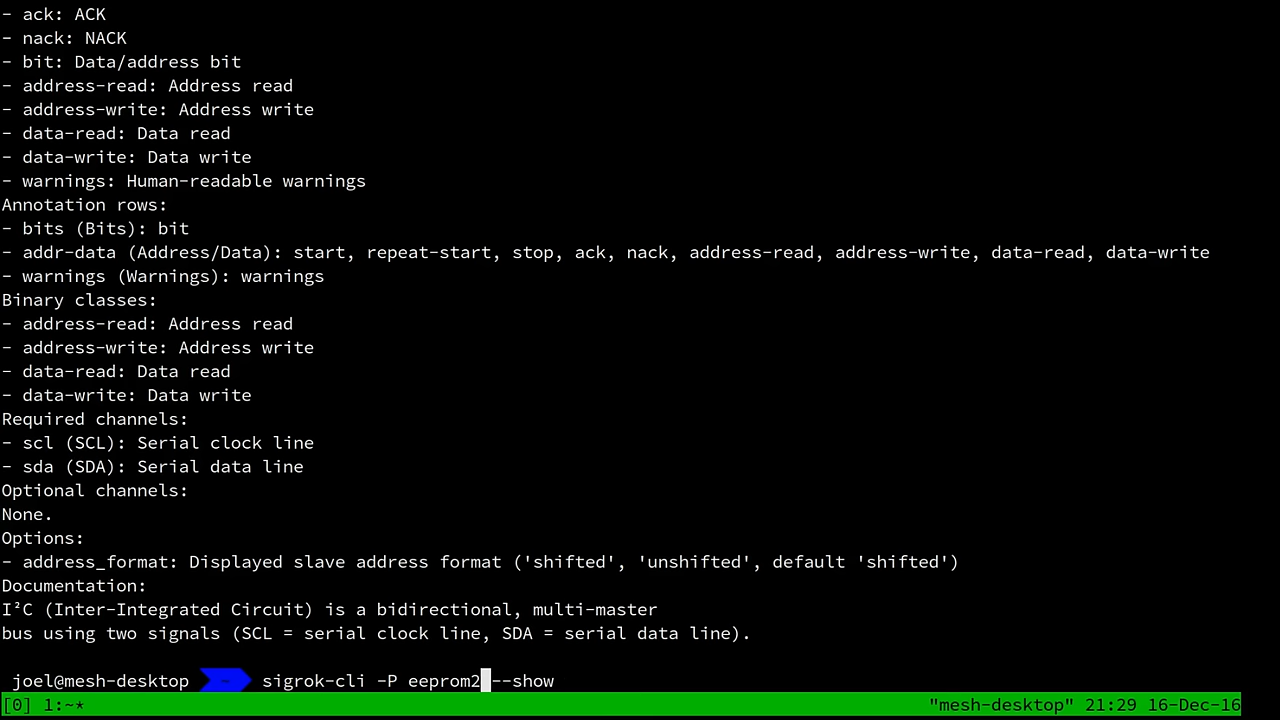 - ack: ACK
- nack: NACK
- bit: Data/address bit
- address-read: Address read
- address-write: Address write
- data-read: Data read
- data-write: Data write
- warnings: Human-readable warnings
Annotation rows:
- bits (Bits): bit
- addr-data (Address/Data): start, repeat-start, stop, ack, nack, address-read, address-write, data-read, data-write
- warnings (Warnings): warnings
Binary classes:
- address-read: Address read
- address-write: Address write
- data-read: Data read
- data-write: Data write
Required channels:
- scl (SCL): Serial clock line
- sda (SDA): Serial data line
Optional channels:
None.
Options:
- address_format: Displayed slave address format ('shifted', 'unshifted', default 'shifted')
Documentation:
I²C (Inter-Integrated Circuit) is a bidirectional, multi-master
bus using two signals (SCL = serial clock line, SDA = serial data line).
joel@mesh-desktop ~ sigrok-cli -P eeprom2 --show
[0] 1:~* "mesh-desktop" 21:29 16-Dec-16